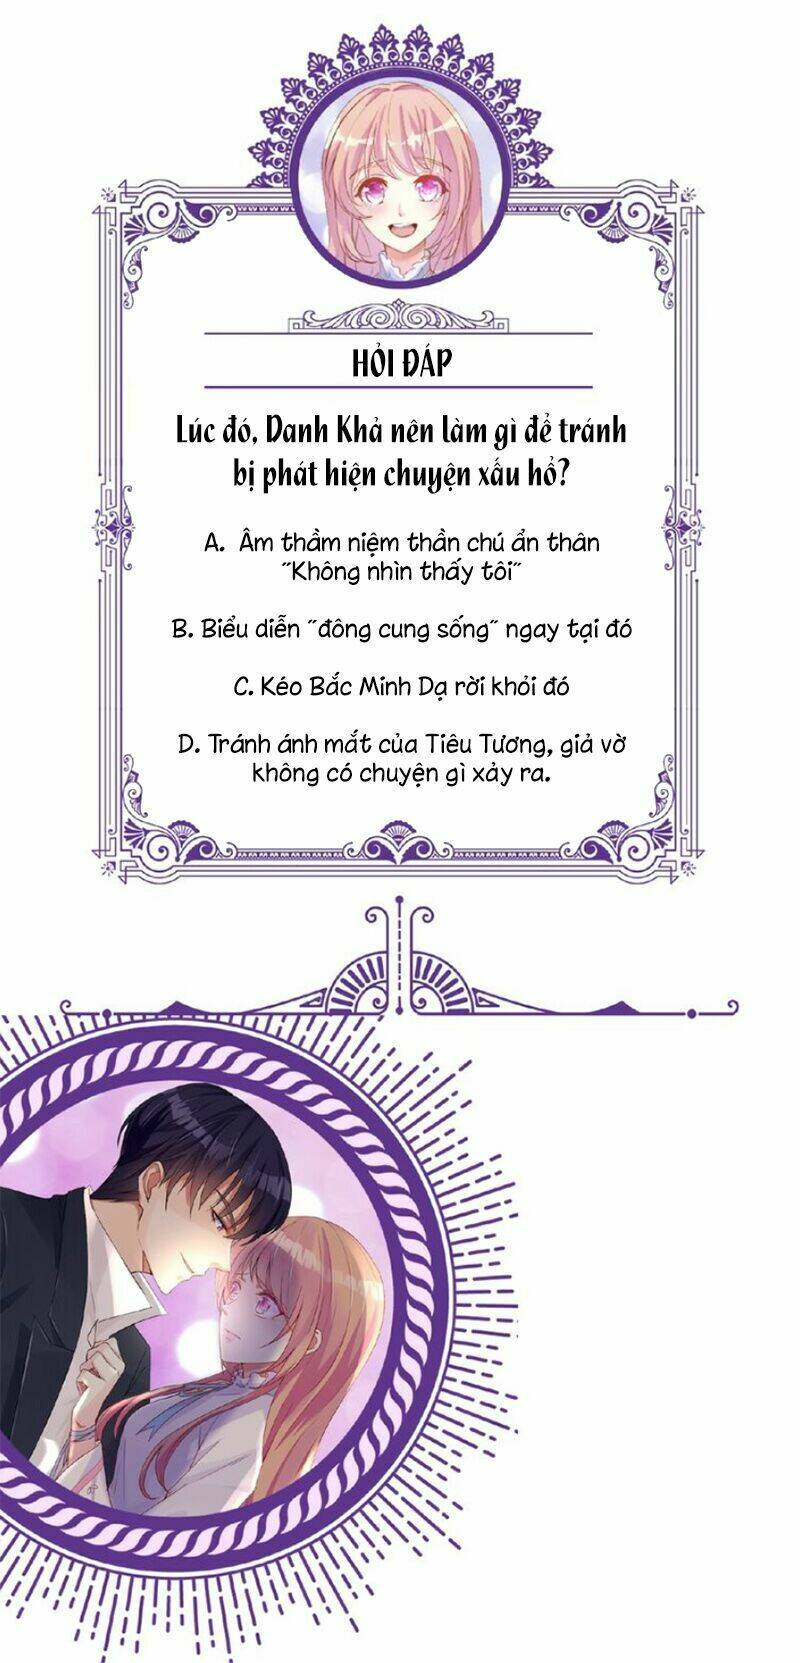 HỎI ĐÁP
Lúc đó, Danh Khả nên làm gì để tránh
bị phát hiện chuyện xấu hổ?
A. Âm thầm niệm thần chú ẩn thân
"Không nhìn thấy tôi"
B. Biểu diễn "đông cung sống" ngay tại đó
C. Kéo Bắc Minh Dạ rời khỏi đó
D. Tránh ánh mắt của Tiêu Tương, giả vờ
không có chuyện gì xảy ra.